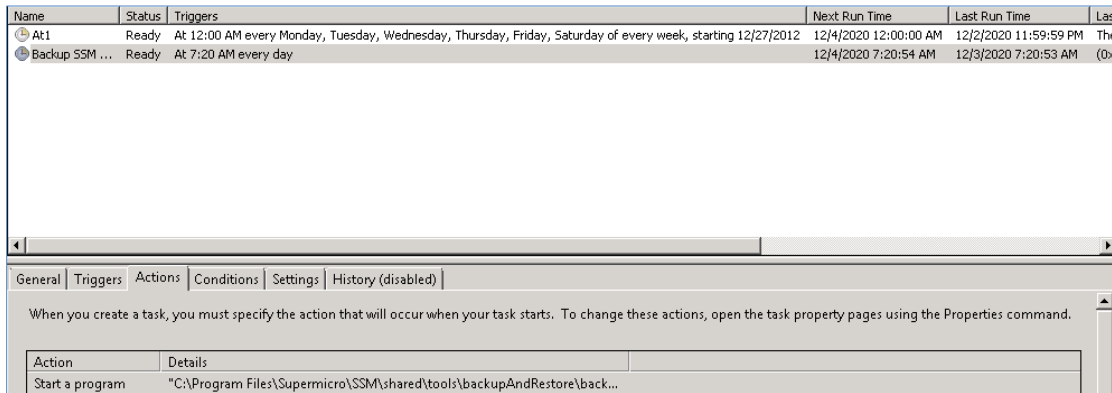 Name Status Triggers Next Run Time Last Run Time Las
At1 Ready At 12:00 AM every Monday, Tuesday, Wednesday, Thursday, Friday, Saturday of every week, starting 12/27/2012 12/4/2020 12:00:00 AM 12/2/2020 11:59:59 PM The
Backup SSM ... Ready At 7:20 AM every day 12/4/2020 7:20:54 AM 12/3/2020 7:20:53 AM (0x
General Triggers Actions Conditions Settings History (disabled)
When you create a task, you must specify the action that will occur when your task starts. To change these actions, open the task property pages using the Properties command.
Action Details
Start a program "C:\Program Files\Supermicro\SSM\shared\tools\backupAndRestore\back...